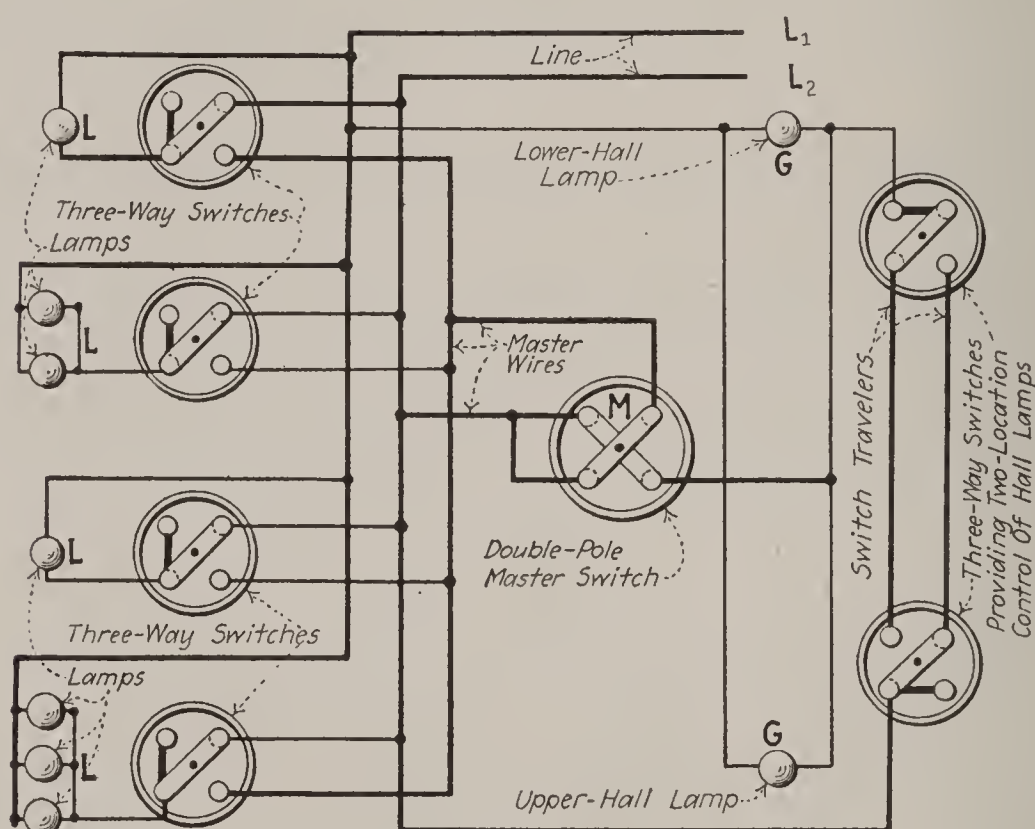 L₁
Line
L₂
L
Lower-Hall
Lamp
G
Three-Way Switches
Lamps
L
Master
Wires
M
Switch Travelers
Three-Way Switches
Providing Two-Location
Control Of Hall Lamps
L
Double-Pole
Master Switch
Three-Way Switches
Lamps
L
G
Upper-Hall Lamp